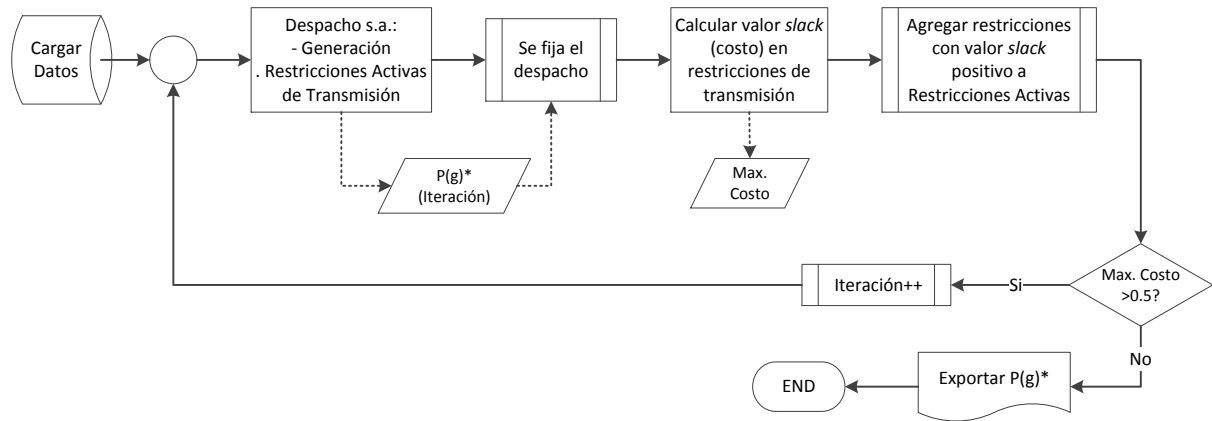 Cargar
Datos
Despacho s.a.:
- Generación
. Restricciones Activas
de Transmisión
Se fija el
despacho
Calcular valor slack
(costo) en
restricciones de
transmisión
Agregar restricciones
con valor slack
positivo a
Restricciones Activas
P(g)*
(Iteración)
Max.
Costo
Iteración++
Si
Max. Costo
>0.5?
No
END
Exportar P(g)*